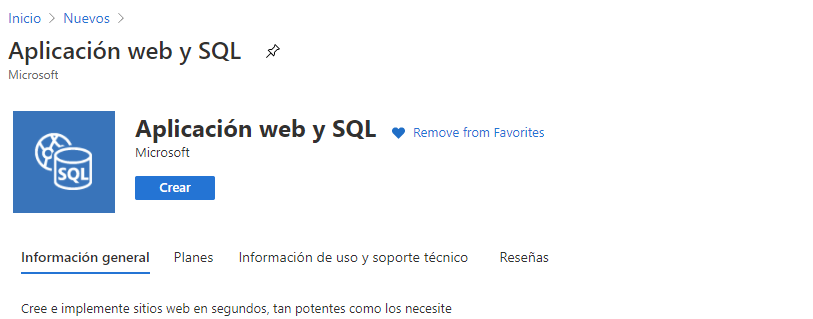 Inicio > Nuevos >
Aplicación web y SQL
Microsoft
SQL
Aplicación web y SQL Remove from Favorites
Microsoft
Crear
Información general Planes Información de uso y soporte técnico Reseñas
Cree e implemente sitios web en segundos, tan potentes como los necesite